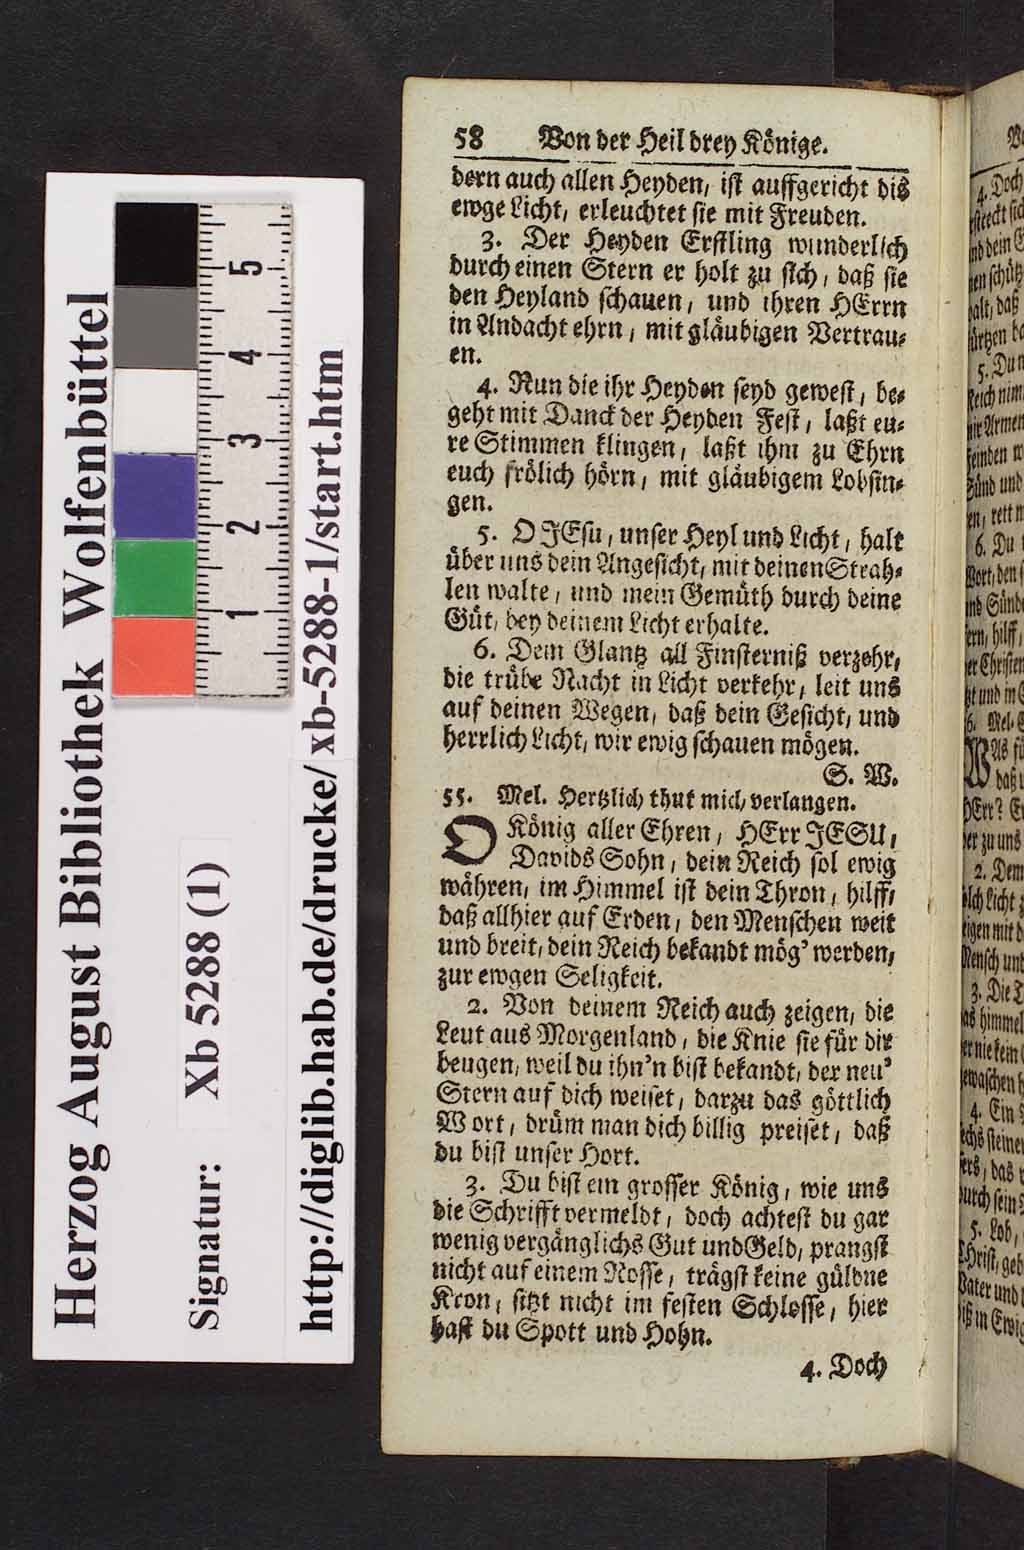 58 Von der Heil drey Könige.
dern auch allen Heyden, ist auffgericht dis
ewge Licht, erleuchtet sie mit Freuden.
3. Der Heyden Erstling wunderlich
durch einen Stern er holt zu sich, daß sie
den Heyland schauen, und ihren HErrn
in Andacht ehrn, mit gläubigen Vertrau-
en.
4. Nun die ihr Heyden seyd gewest, be-
geht mit Danck der Heyden Fest, laßt eu-
re Stimmen klingen, laßt ihm zu Ehrn
euch frölich hörn, mit gläubigem Lobsin-
gen.
5. O JEsu, unser Heyl und Licht, halt
über uns dein Angesicht, mit deinen Strah-
len walte, und mein Gemüth durch deine
Güt, bey deinem Licht erhalte.
6. Dein Glantz all Finsterniß verzehr,
die trübe Nacht in Licht verkehr, leit uns
auf deinen Wegen, daß dein Gesicht, und
herrlich Licht, wir ewig schauen mögen.
S. W.
55. Mel. Hertzlich thut mich verlangen.
O König aller Ehren, HErr JESU,
Davids Sohn, dein Reich sol ewig
währen, im Himmel ist dein Thron, hilff,
daß allhier auf Erden, den Menschen weit
und breit, dein Reich bekandt mög' werden,
zur ewgen Seligkeit.
2. Von deinem Reich auch zeigen, die
Leut aus Morgenland, die Knie sie für dir
beugen, weil du ihn'n bist bekandt, der neu'
Stern auf dich weiset, darzu das göttlich
Wort, drüm man dich billig preiset, daß
du bist unser Hort.
3. Du bist ein grosser König, wie uns
die Schrifft vermeldt, doch achtest du gar
wenig vergänglichs Gut und Geld, prangst
nicht auf einem Rosse, trägst keine güldne
Kron, sitzt nicht im festen Schlosse, hier
hast du Spott und Hohn.
4. Doch
Herzog August Bibliothek Wolfenbüttel
Signatur: Xb 5288 (1)
http://diglib.hab.de/drucke/xb-5288-1/start.htm
5
4
3
2
1